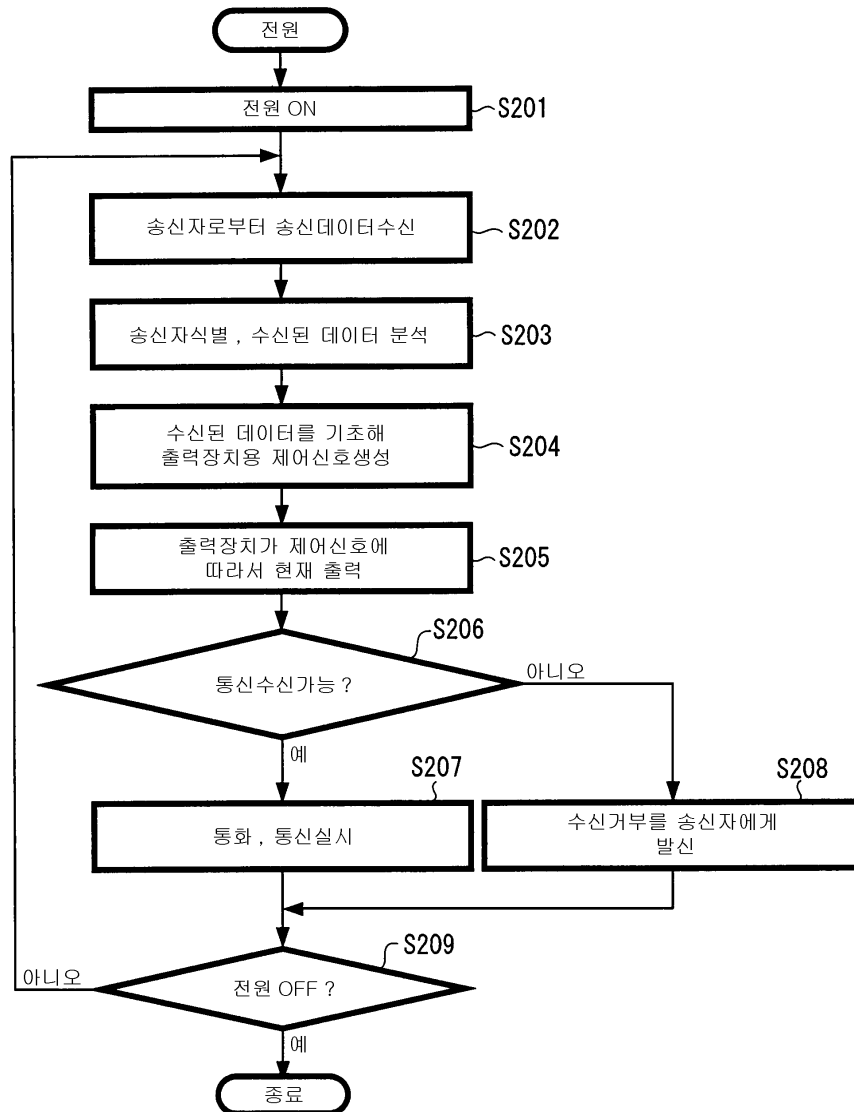 전원
전원 ON
S201
송신자로부터 송신데이터수신
S202
송신자식별 , 수신된 데이터 분석
S203
수신된 데이터를 기초해
출력장치용 제어신호생성
S204
출력장치가 제어신호에
따라서 현재 출력
S205
S206
통신수신가능 ?
아니오
예
S207
통화 , 통신실시
S208
수신거부를 송신자에게
발신
S209
전원 OFF ?
아니오
예
종료